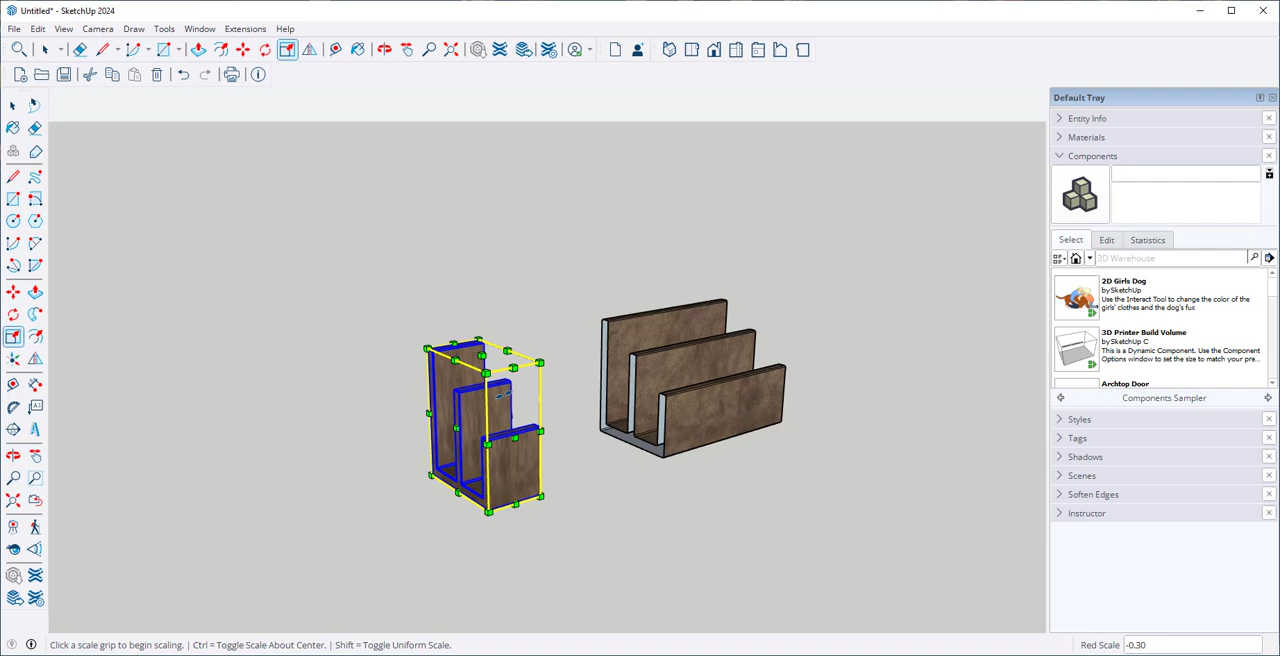 Untitled* - SketchUp 2024
File Edit View Camera Draw Tools Window Extensions Help
Default Tray
Entity Info
Materials
Components
Select Edit Statistics
3D Warehouse
2D Girls Dog
by SketchUp
Use the Interact Tool to change the color of the
girls' clothes and the dog's fur.
3D Printer Build Volume
by SketchUp C
This is a Dynamic Component. Use the Component
Options window to set the size to match your pre...
Archtop Door
Components Sampler
Styles
Tags
Shadows
Scenes
Soften Edges
Instructor
Click a scale grip to begin scaling. | Ctrl = Toggle Scale About Center. | Shift = Toggle Uniform Scale.
Red Scale -0.30